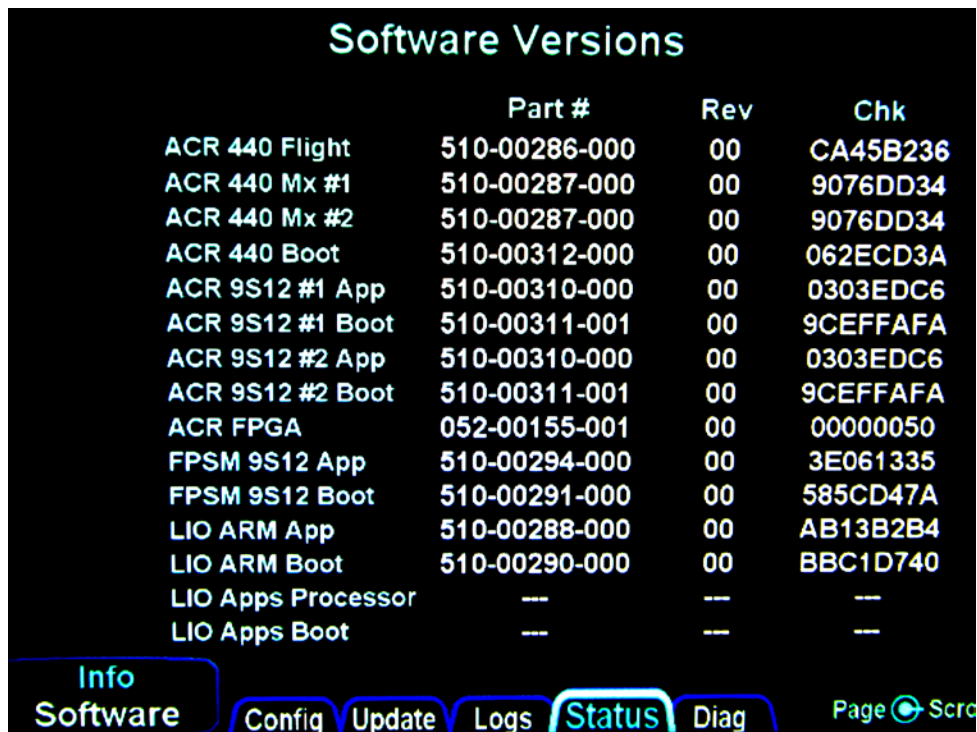 Software Versions
Part # Rev Chk
ACR 440 Flight 510-00286-000 00 CA45B236
ACR 440 Mx #1 510-00287-000 00 9076DD34
ACR 440 Mx #2 510-00287-000 00 9076DD34
ACR 440 Boot 510-00312-000 00 062ECD3A
ACR 9S12 #1 App 510-00310-000 00 0303EDC6
ACR 9S12 #1 Boot 510-00311-001 00 9CEFFAFA
ACR 9S12 #2 App 510-00310-000 00 0303EDC6
ACR 9S12 #2 Boot 510-00311-001 00 9CEFFAFA
ACR FPGA 052-00155-001 00 00000050
FPSM 9S12 App 510-00294-000 00 3E061335
FPSM 9S12 Boot 510-00291-000 00 585CD47A
LIO ARM App 510-00288-000 00 AB13B2B4
LIO ARM Boot 510-00290-000 00 BBC1D740
LIO Apps Processor --- --- ---
LIO Apps Boot --- --- ---
Info
Software Config Update Logs Status Diag Page Scro